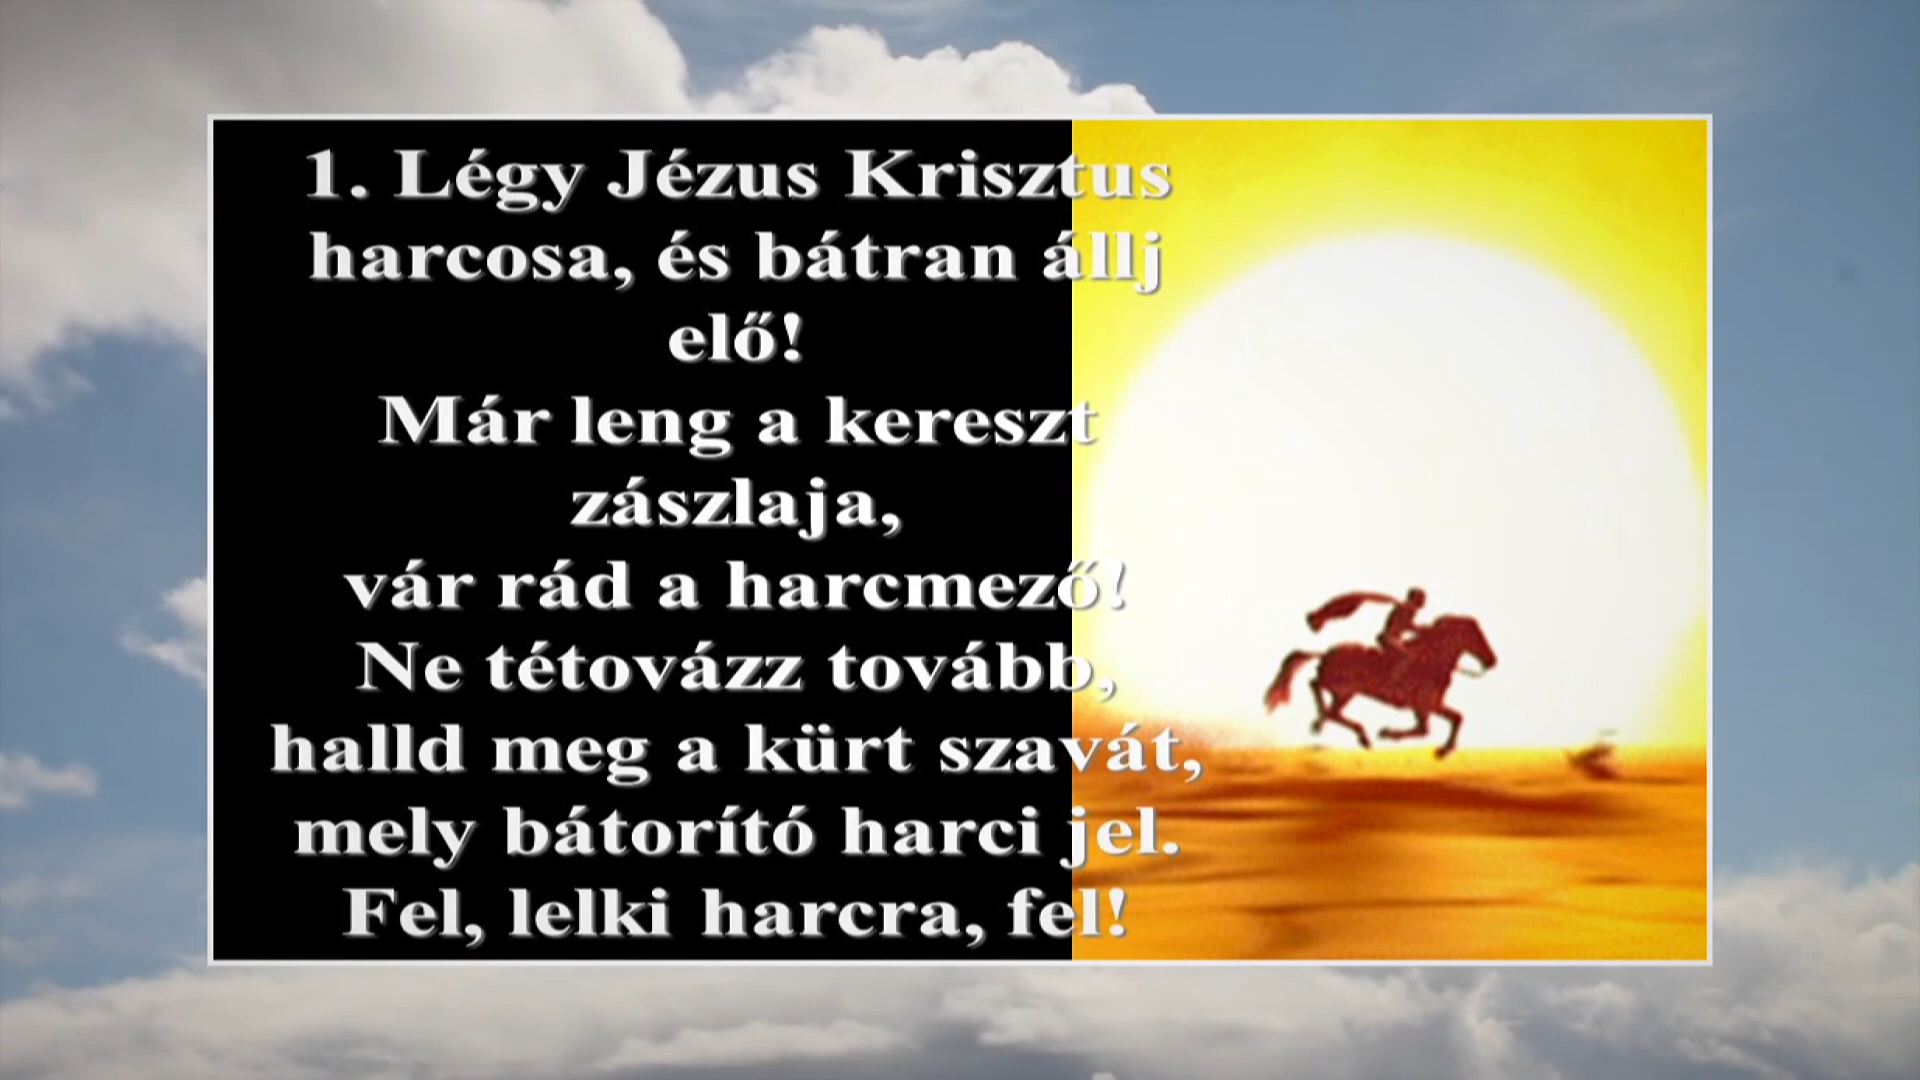 1. Légy Jézus Krisztus
harcosa, és bátran állj
elő!
Már leng a kereszt
zászlaja,
vár rád a harcmező!
Ne tétovázz tovább,
halld meg a kürt szavát,
mely bátorító harci jel.
Fel, lelki harcra, fel!